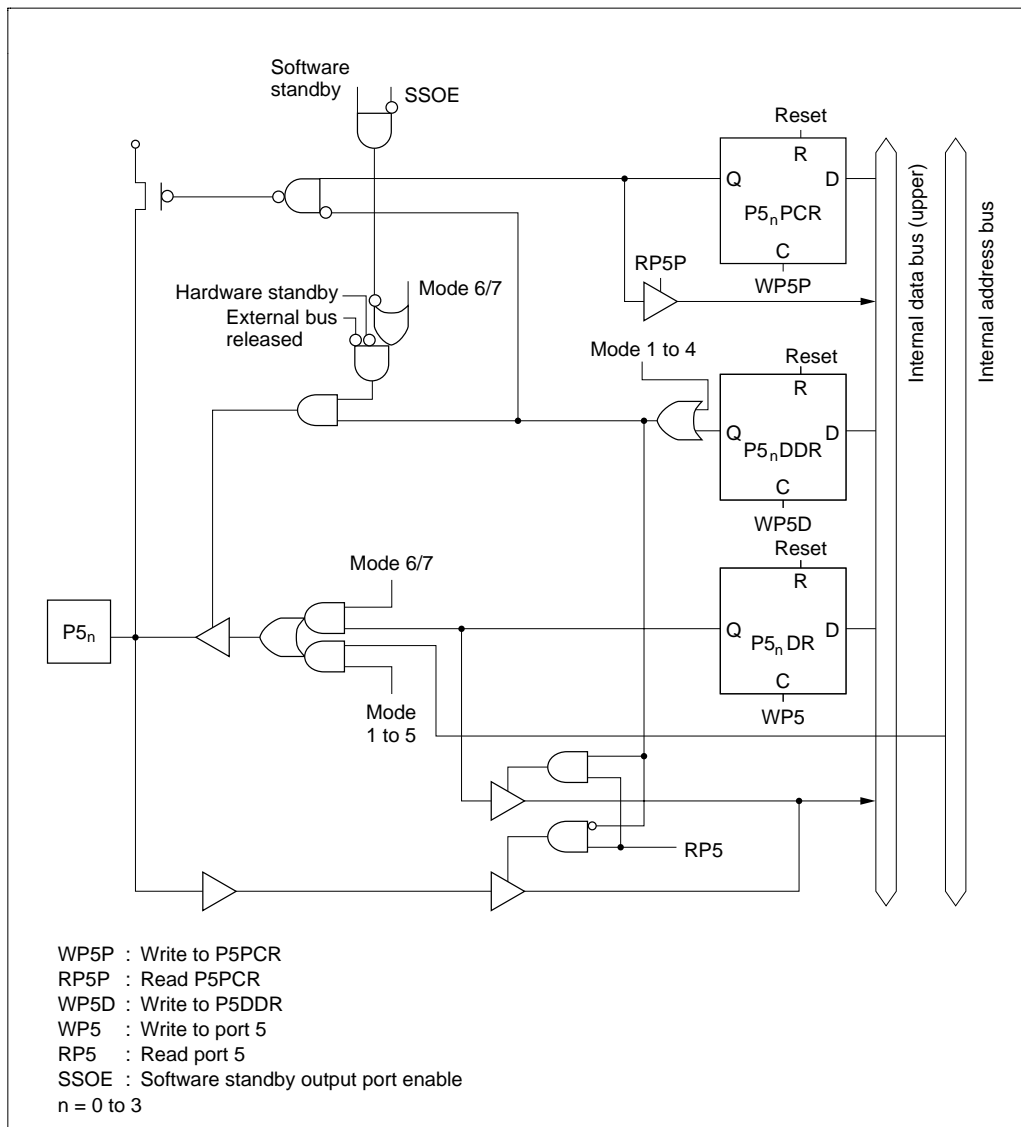 Software
standby
SSOE
Reset
R
Q D
P5nPCR
C
WP5P
RP5P
Hardware standby
Mode 6/7
External bus
released
Mode 1 to 4
Reset
R
Q D
P5nDDR
C
WP5D
Reset
Mode 6/7
R
P5n
Q D
P5nDR
C
WP5
Mode
1 to 5
RP5
Internal data bus (upper)
Internal address bus
WP5P : Write to P5PCR
RP5P : Read P5PCR
WP5D : Write to P5DDR
WP5 : Write to port 5
RP5 : Read port 5
SSOE : Software standby output port enable
n = 0 to 3